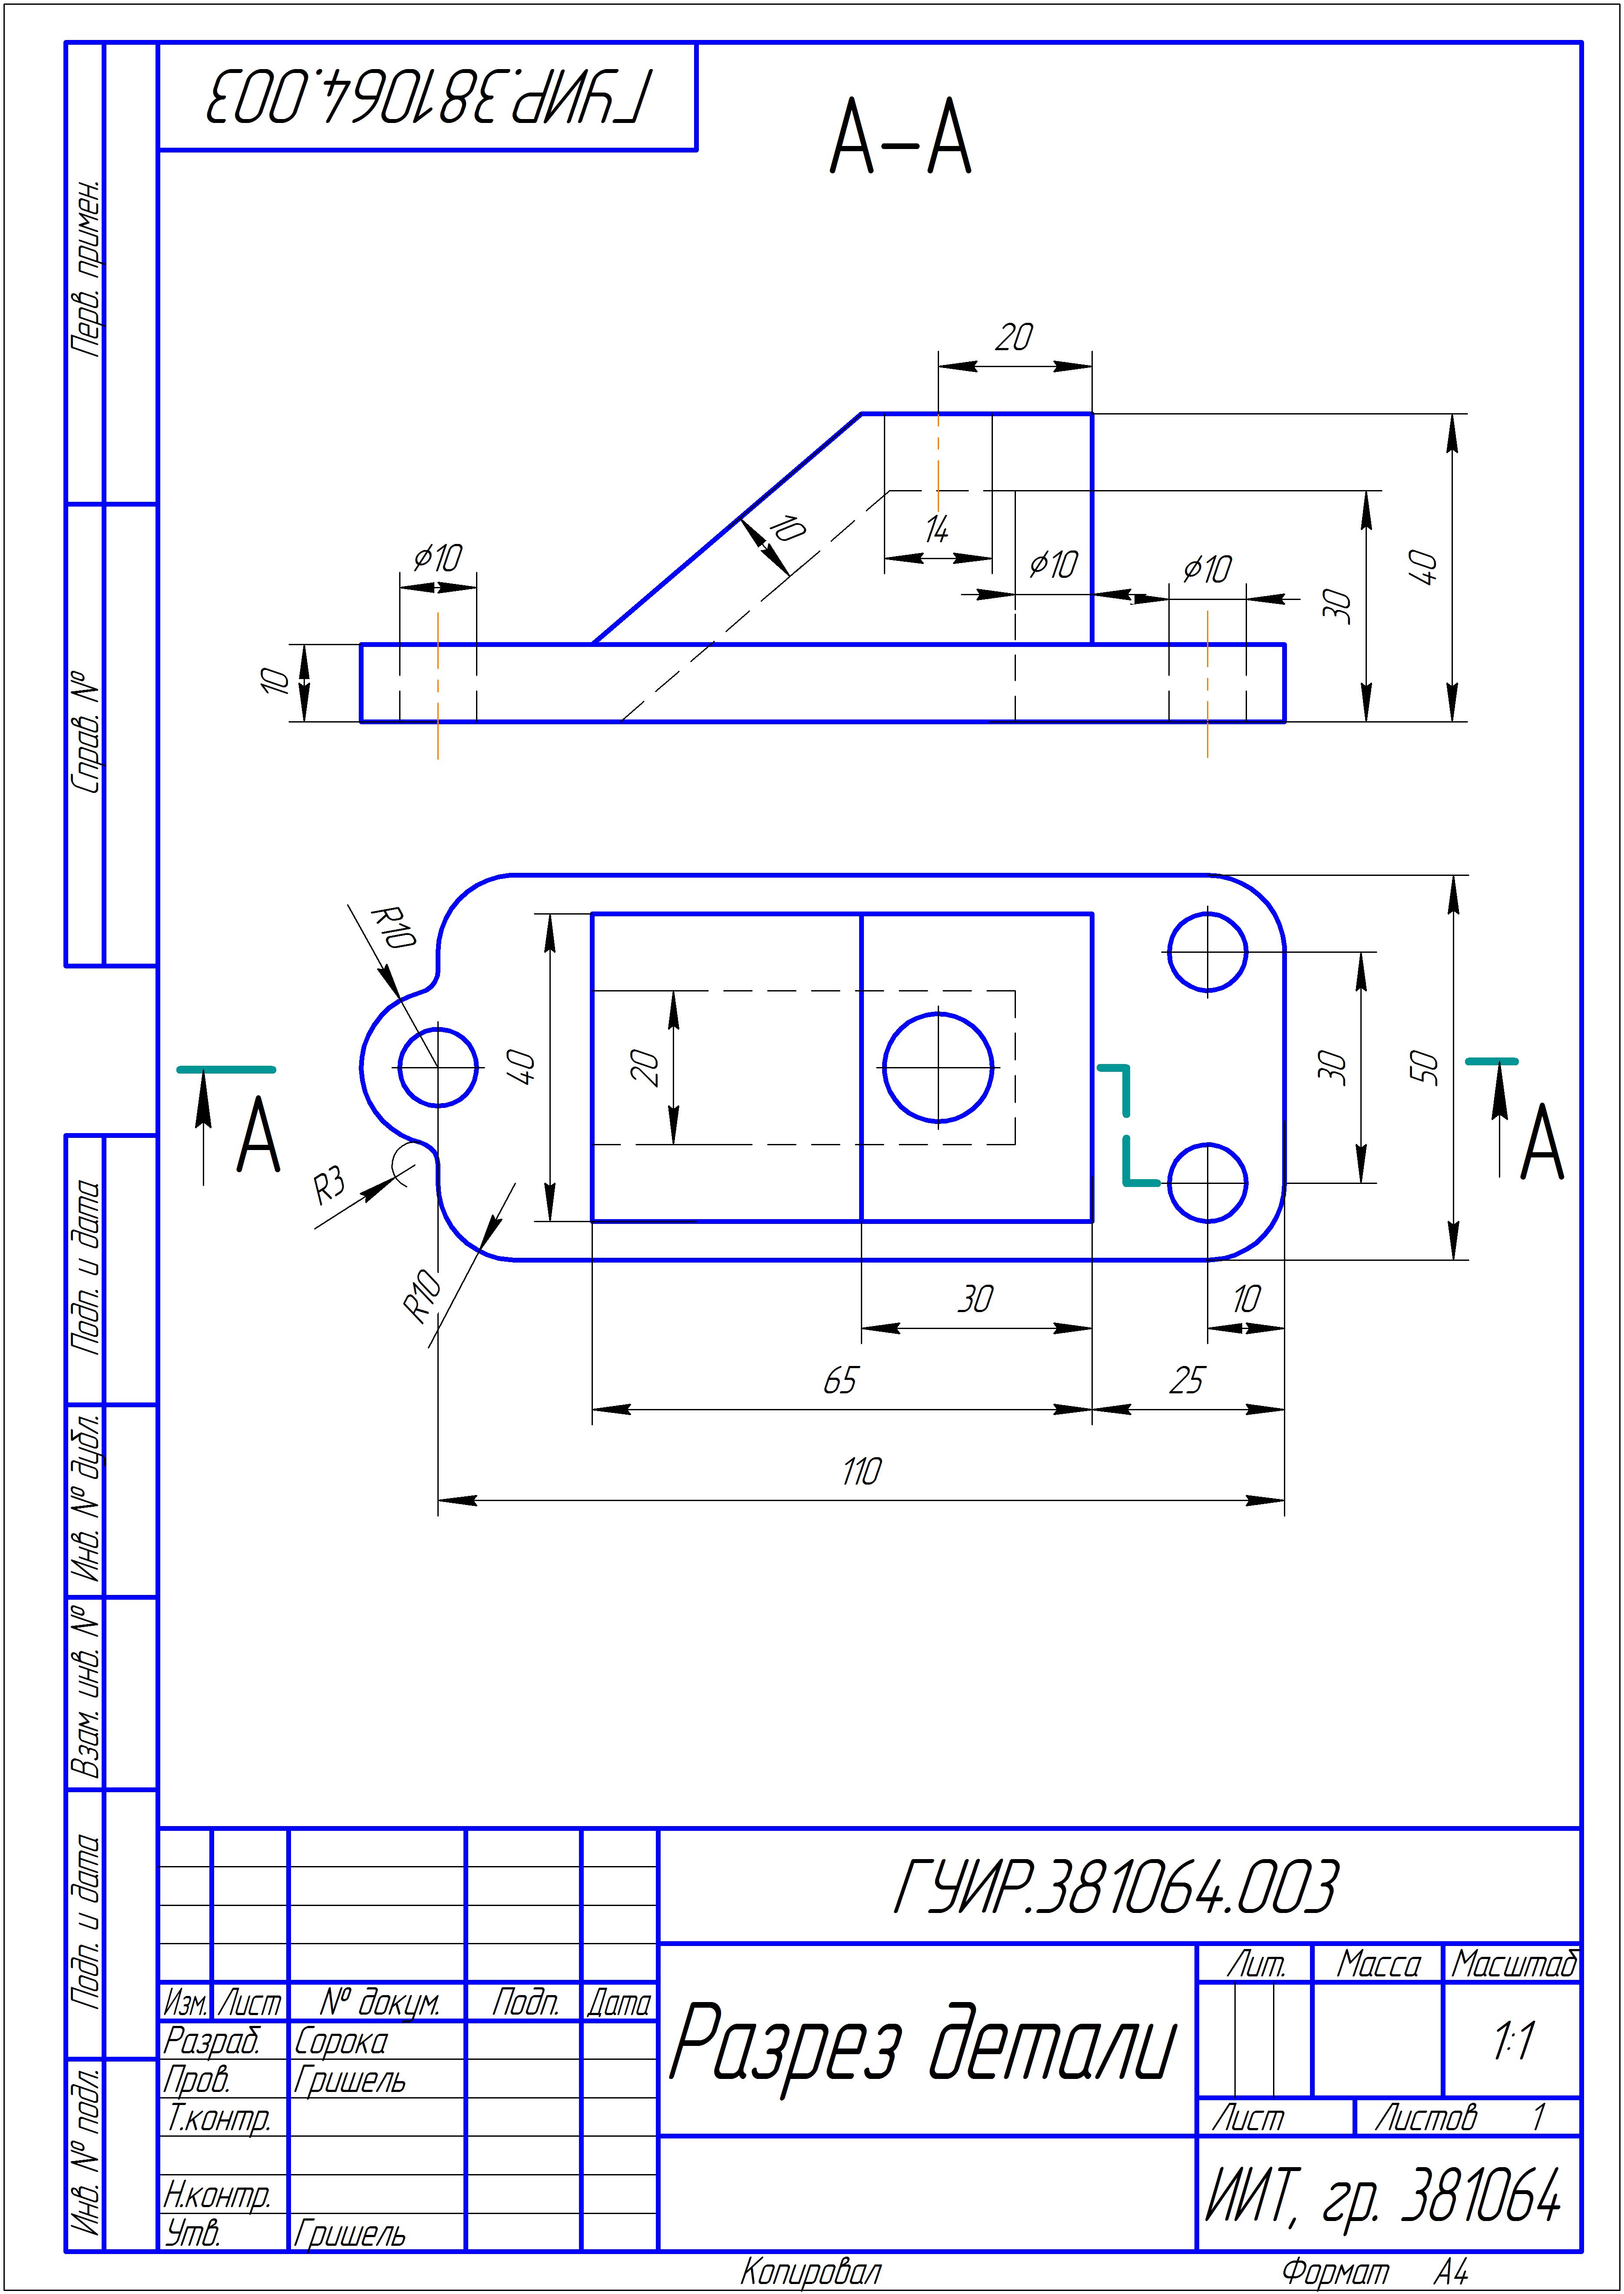 ГУИР.381064.003
А-А
Перв. примен.
Справ. №
Подп. и дата
Инв. № дубл.
Взам. инв. №
Подп. и дата
Инв. № подл.
20
10
14
⌀10
⌀10
⌀10
10
30
40
R10
40
20
30
50
А
А
R3
R10
30
10
65
25
110
ГУИР.381064.003
Лит. Масса Масштаб
Изм. Лист № докум. Подп. Дата
Разраб. Сорока
Пров. Гришель
Т.контр.
Н.контр.
Утв. Гришель
Разрез детали
1:1
Лист Листов 1
ИИТ, гр. 381064
Копировал Формат А4